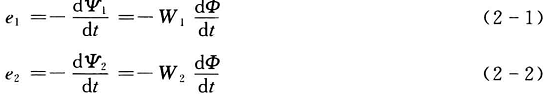 e₁ = −dΨ₁/dt = −W₁ dΦ/dt (2-1)
e₂ = −dΨ₂/dt = −W₂ dΦ/dt (2-2)